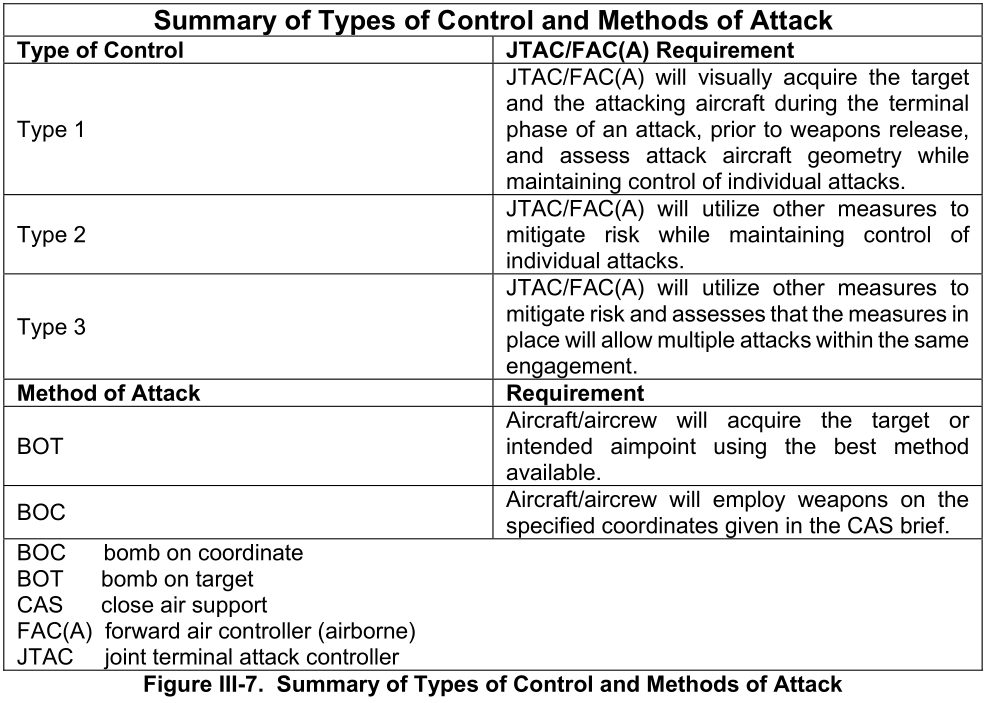 Summary of Types of Control and Methods of Attack
Type of Control
JTAC/FAC(A) Requirement
Type 1
JTAC/FAC(A) will visually acquire the target
and the attacking aircraft during the terminal
phase of an attack, prior to weapons release,
and assess attack aircraft geometry while
maintaining control of individual attacks.
Type 2
JTAC/FAC(A) will utilize other measures to
mitigate risk while maintaining control of
individual attacks.
Type 3
JTAC/FAC(A) will utilize other measures to
mitigate risk and assesses that the measures in
place will allow multiple attacks within the same
engagement.
Method of Attack
Requirement
BOT
Aircraft/aircrew will acquire the target or
intended aimpoint using the best method
available.
BOC
Aircraft/aircrew will employ weapons on the
specified coordinates given in the CAS brief.
BOC bomb on coordinate
BOT bomb on target
CAS close air support
FAC(A) forward air controller (airborne)
JTAC joint terminal attack controller
Figure III-7. Summary of Types of Control and Methods of Attack